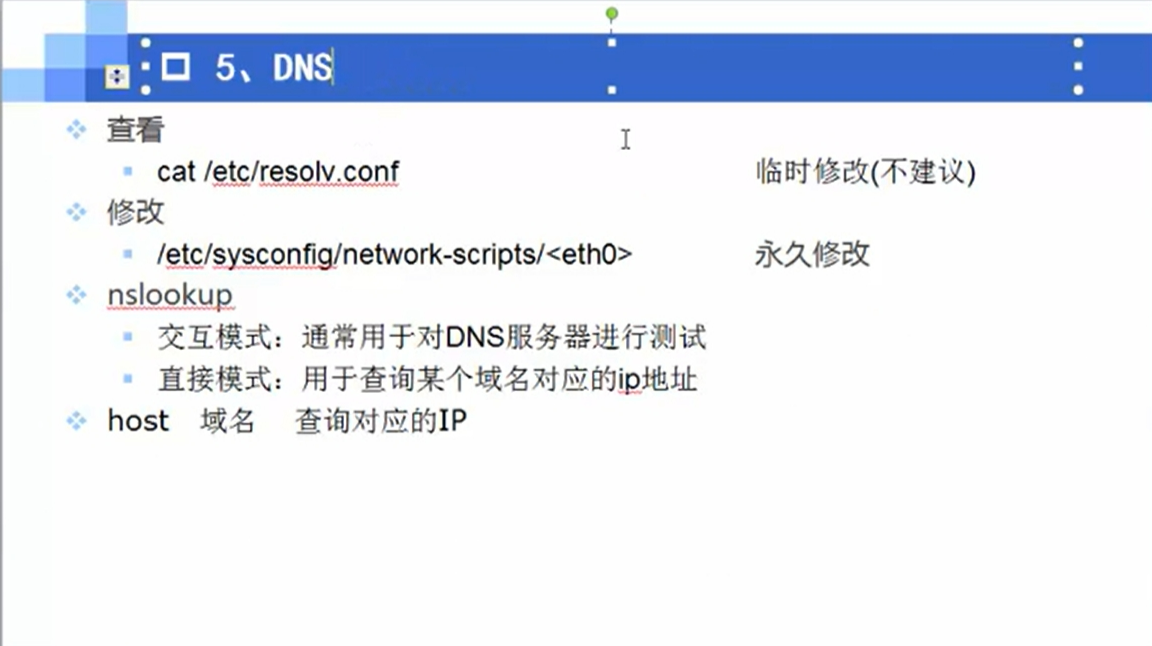 5、DNS
查看
cat /etc/resolv.conf 临时修改(不建议)
修改
/etc/sysconfig/network-scripts/<eth0> 永久修改
nslookup
交互模式：通常用于对DNS服务器进行测试
直接模式：用于查询某个域名对应的ip地址
host 域名 查询对应的IP